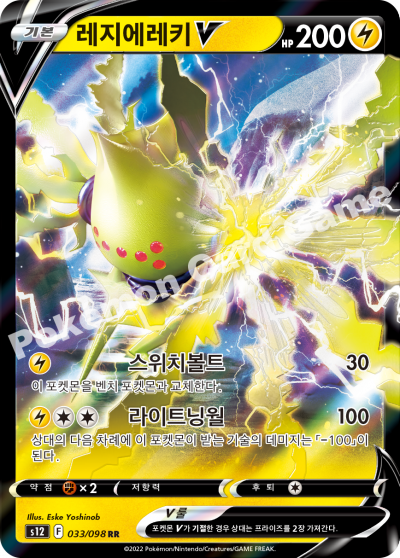 기본 레지에레키 V HP 200
Pokémon Card Game
스위치볼트 30
이 포켓몬을 벤치 포켓몬과 교체한다.
라이트닝월 100
상대의 다음 차례에 이 포켓몬이 받는 기술의 데미지는 「-100」이
된다.
약점 ×2 저항력 후퇴
Illus. Eske Yoshinob
V룰
포켓몬 V가 기절한 경우 상대는 프라이즈를 2장 가져간다.
s12 F 033/098 RR
©2022 Pokémon/Nintendo/Creatures/GAME FREAK.